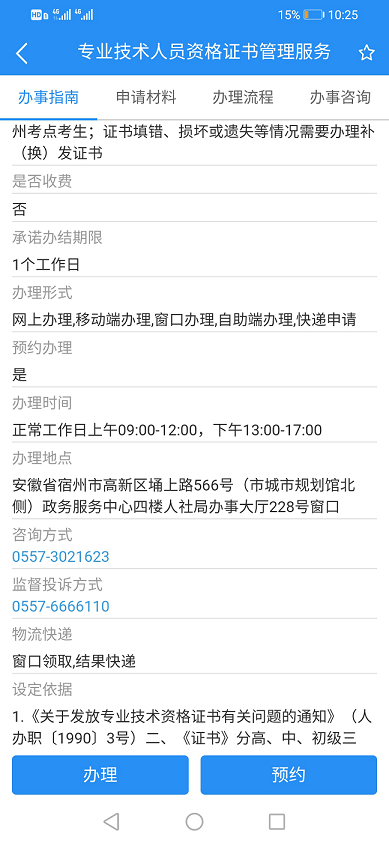 HD 4G 4G 15% 10:25
专业技术人员资格证书管理服务
办事指南 申请材料 办理流程 办事咨询
州考点考生；证书填错、损坏或遗失等情况需要办理补
（换）发证书
是否收费
否
承诺办结期限
1个工作日
办理形式
网上办理,移动端办理,窗口办理,自助端办理,快递申请
预约办理
是
办理时间
正常工作日上午09:00-12:00，下午13:00-17:00
办理地点
安徽省宿州市高新区埇上路566号（市城市规划馆北
侧）政务服务中心四楼人社局办事大厅228号窗口
咨询方式
0557-3021623
监督投诉方式
0557-6666110
物流快递
窗口领取,结果快递
设定依据
1.《关于发放专业技术资格证书有关问题的通知》（人
办职〔1990〕3号）二、《证书》分高、中、初级三
办理 预约